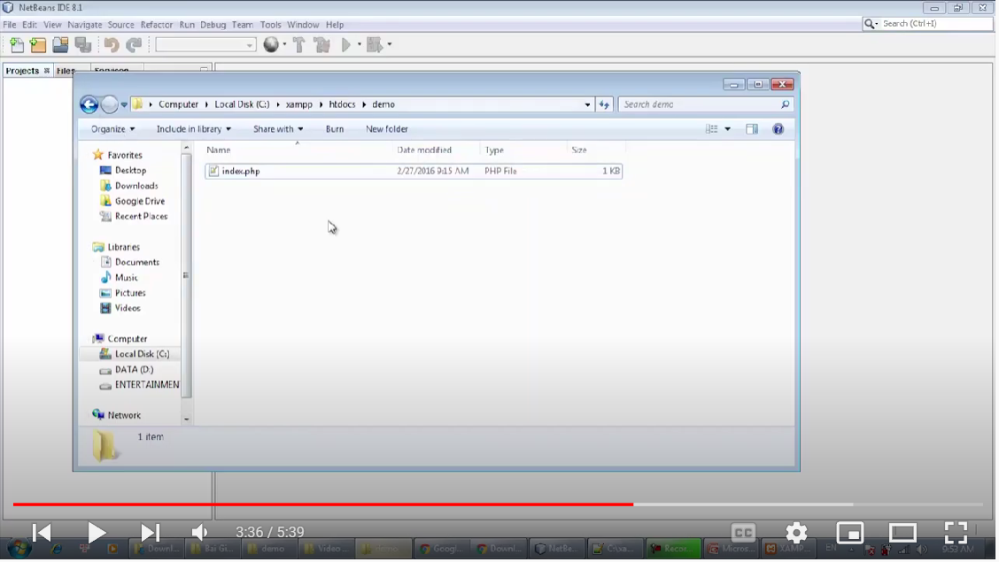 NetBeans IDE 8.1
File Edit View Navigate Source Refactor Run Debug Team Tools Window Help
Search (Ctrl+I)
Projects Files Services
Computer Local Disk (C:) xampp htdocs demo
Search demo
Organize Include in library Share with Burn New folder
Name Date modified Type Size
index.php 2/27/2016 9:15 AM PHP File 1 KB
Favorites
Desktop
Downloads
Google Drive
Recent Places
Libraries
Documents
Music
Pictures
Videos
Computer
Local Disk (C:)
DATA (D:)
ENTERTAINMEN
Network
1 item
3:36 / 5:39
CC
Downl... Bai Gi... demo Video... demo Googl... Downl... NetBe... C:\xa... Recor... Micros... XAMP... EN 9:53 AM